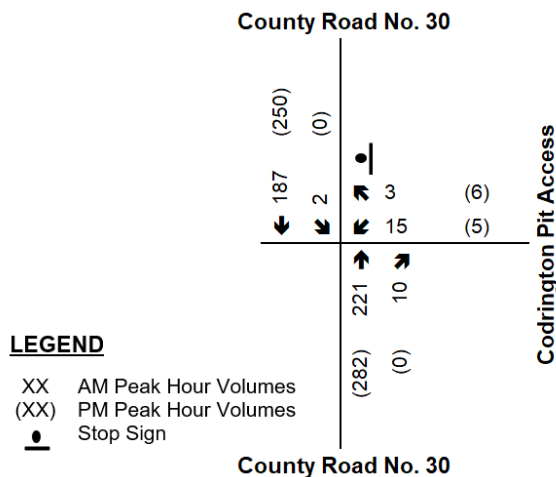 County Road No. 30
(250) (0)
187 2
3 (6)
15 (5)
Codrington Pit Access
221 10
(282) (0)
LEGEND
XX AM Peak Hour Volumes
(XX) PM Peak Hour Volumes
Stop Sign
County Road No. 30